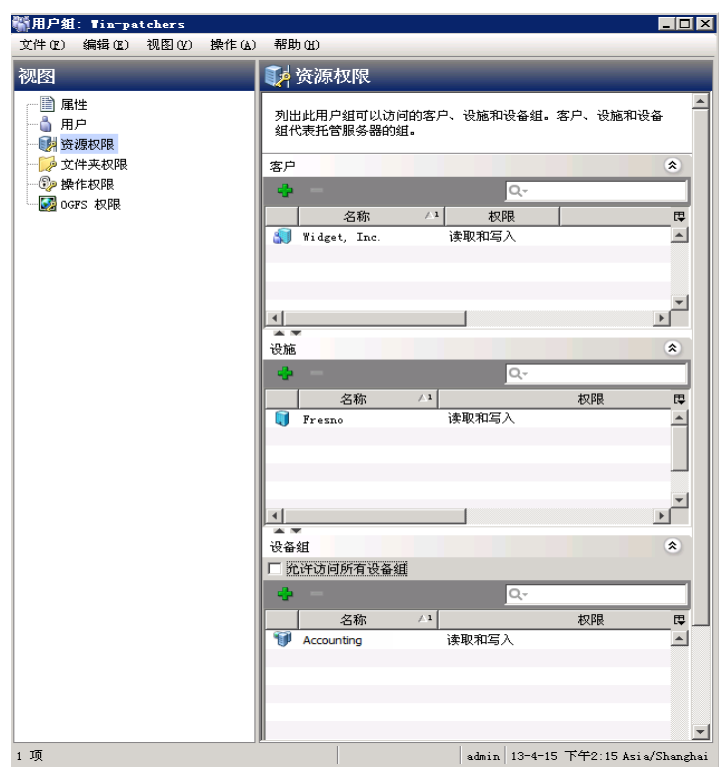 用户组: Win-patchers
文件(F) 编辑(E) 视图(V) 操作(A) 帮助(H)
视图
属性
用户
资源权限
文件夹权限
操作权限
OGFS 权限
资源权限
列出此用户组可以访问的客户、设施和设备组。客户、设施和设备
组代表托管服务器的组。
客户
名称 1 权限
Widget, Inc. 读取和写入
设施
名称 1 权限
Fresno 读取和写入
设备组
允许访问所有设备组
名称 1 权限
Accounting 读取和写入
1 项 admin 13-4-15 下午2:15 Asia/Shanghai